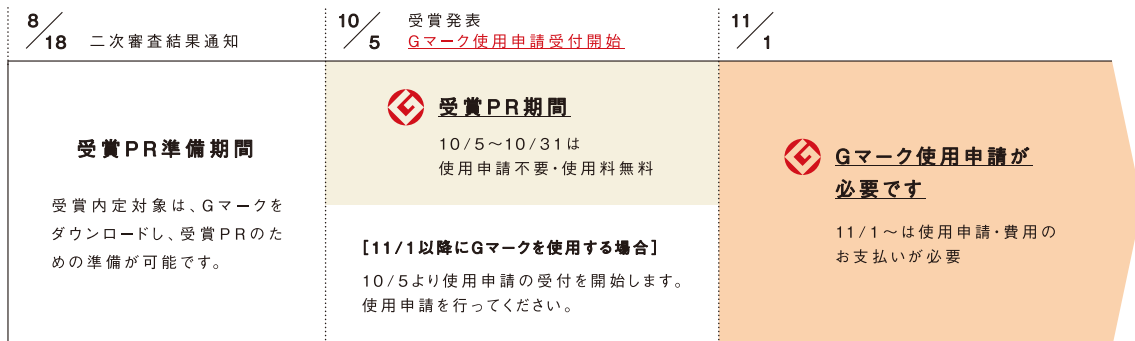 8/18 二次審査結果通知
受賞PR準備期間
受賞内定対象は、Gマークを
ダウンロードし、受賞PRのた
めの準備が可能です。
10/5 受賞発表
Gマーク使用申請受付開始
受賞PR期間
10/5〜10/31は
使用申請不要・使用料無料
[11/1以降にGマークを使用する場合]
10/5より使用申請の受付を開始します。
使用申請を行ってください。
11/1
Gマーク使用申請が
必要です
11/1〜は使用申請・費用の
お支払いが必要